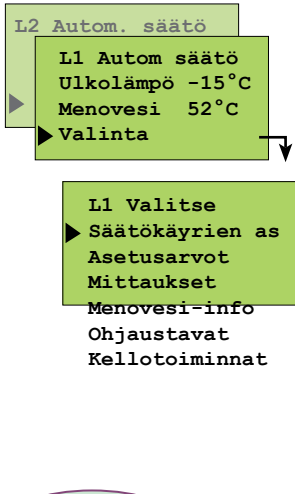 L2 Autom. säätö
L1 Autom säätö
Ulkolämpö -15°C
Menovesi 52°C
Valinta
L1 Valitse
Säätökäyrien as
Asetusarvot
Mittaukset
Menovesi-info
Ohjaustavat
Kellotoiminnat